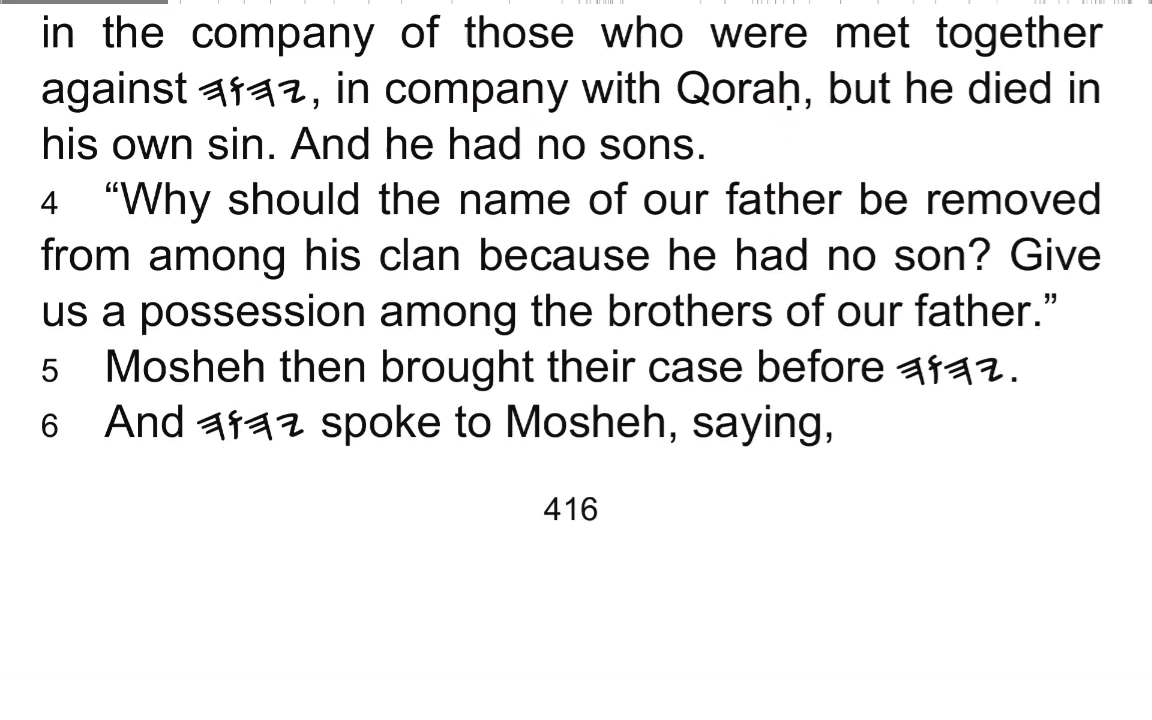 in the company of those who were met together
against 𐤉𐤄𐤅𐤄, in company with Qoraḥ, but he died in
his own sin. And he had no sons.
4 “Why should the name of our father be removed
from among his clan because he had no son? Give
us a possession among the brothers of our father.”
5 Mosheh then brought their case before 𐤉𐤄𐤅𐤄.
6 And 𐤉𐤄𐤅𐤄 spoke to Mosheh, saying,
416